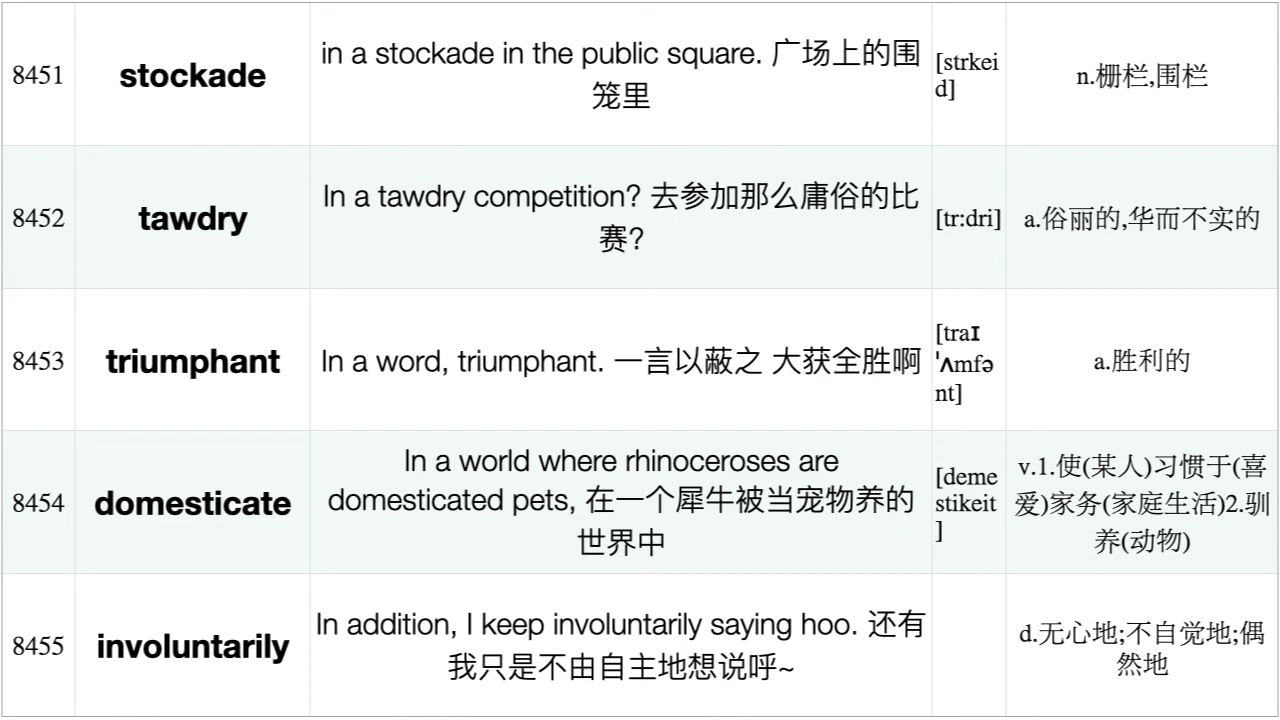 8451
stockade
in a stockade in the public square. 广场上的围
笼里
[strkei
d]
n.栅栏,围栏
8452
tawdry
In a tawdry competition? 去参加那么庸俗的比
赛?
[tr:dri]
a.俗丽的,华而不实的
8453
triumphant
In a word, triumphant. 一言以蔽之 大获全胜啊
[traɪ
ˈʌmfə
nt]
a.胜利的
8454
domesticate
In a world where rhinoceroses are
domesticated pets, 在一个犀牛被当宠物养的
世界中
[deme
stikeit
]
v.1.使(某人)习惯于(喜
爱)家务(家庭生活)2.驯
养(动物)
8455
involuntarily
In addition, I keep involuntarily saying hoo. 还有
我只是不由自主地想说呼~
d.无心地;不自觉地;偶
然地